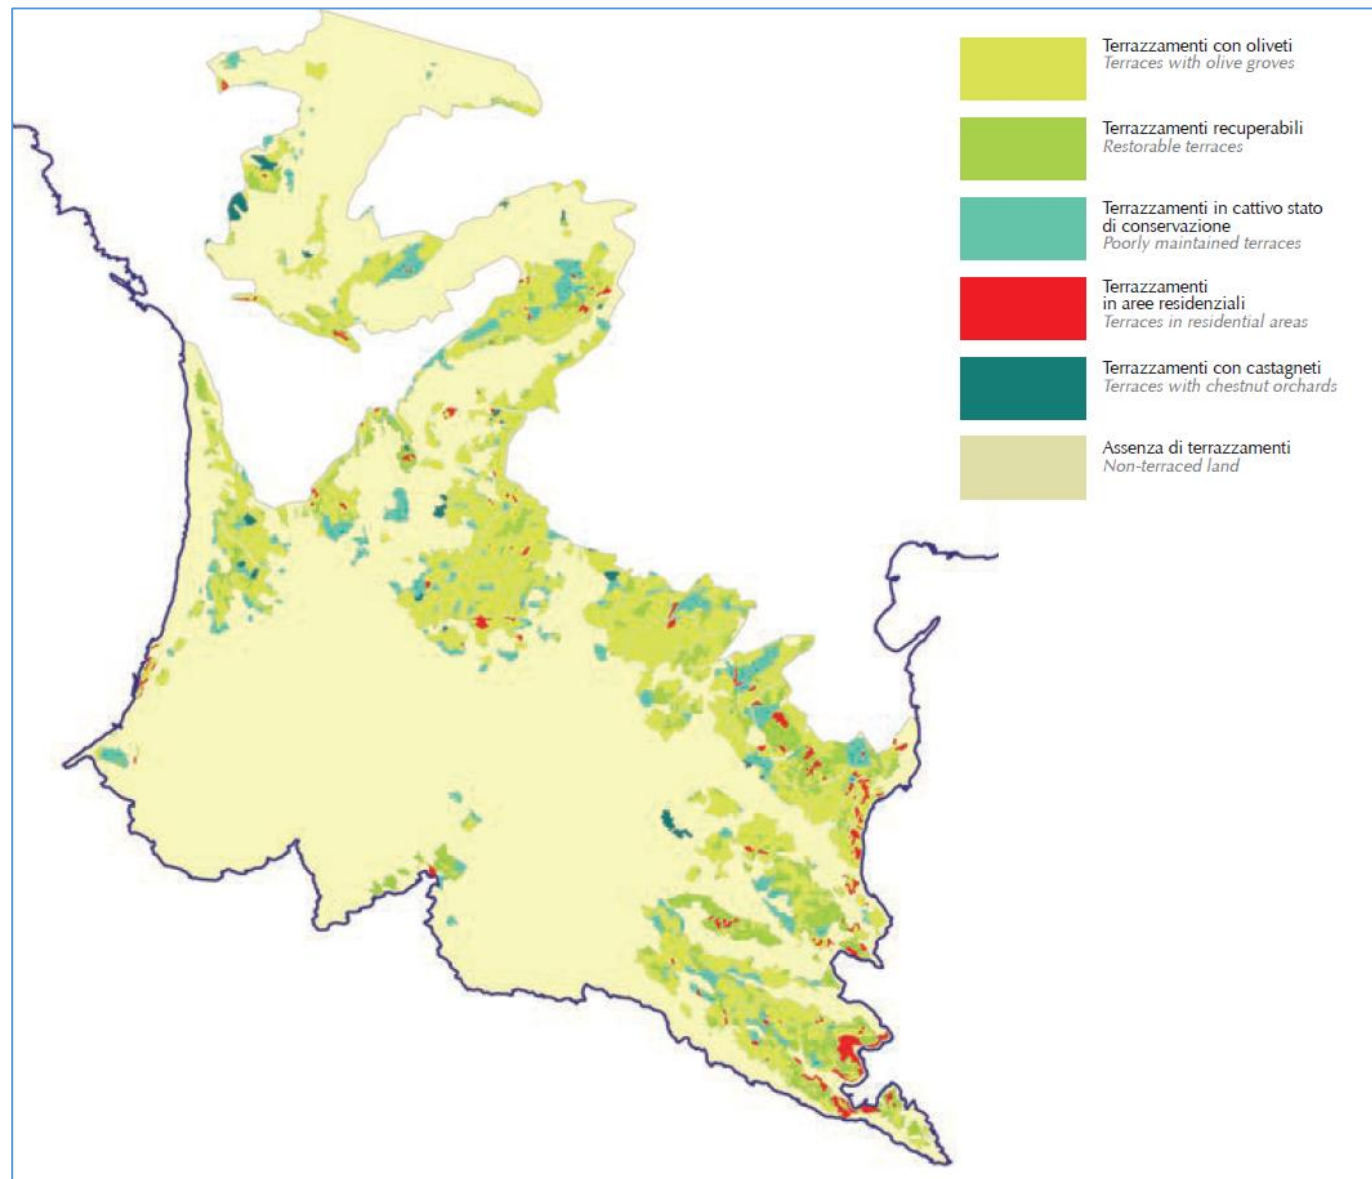 Terrazzamenti con oliveti
Terraces with olive groves
Terrazzamenti recuperabili
Restorable terraces
Terrazzamenti in cattivo stato
di conservazione
Poorly maintained terraces
Terrazzamenti
in aree residenziali
Terraces in residential areas
Terrazzamenti con castagneti
Terraces with chestnut orchards
Assenza di terrazzamenti
Non-terraced land